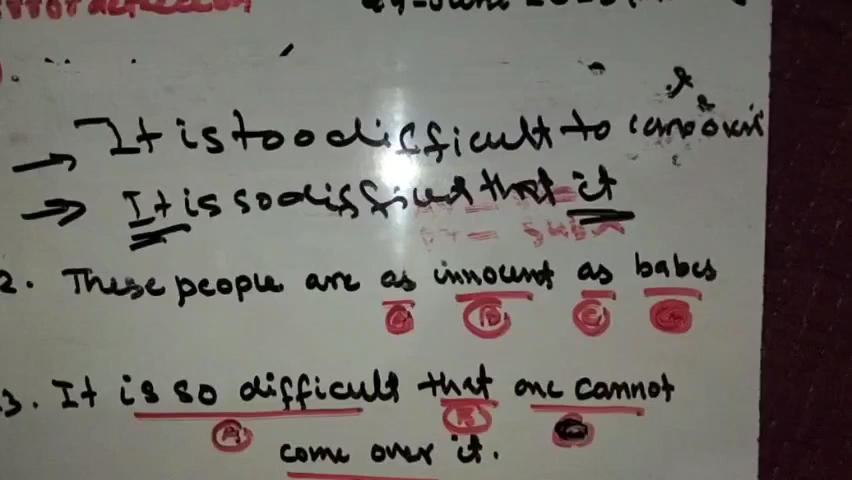 → It is too difficult to
→ It is so difficult that it
2. These people are as innocent as babes
3. It is so difficult that one cannot
A B
come over it.